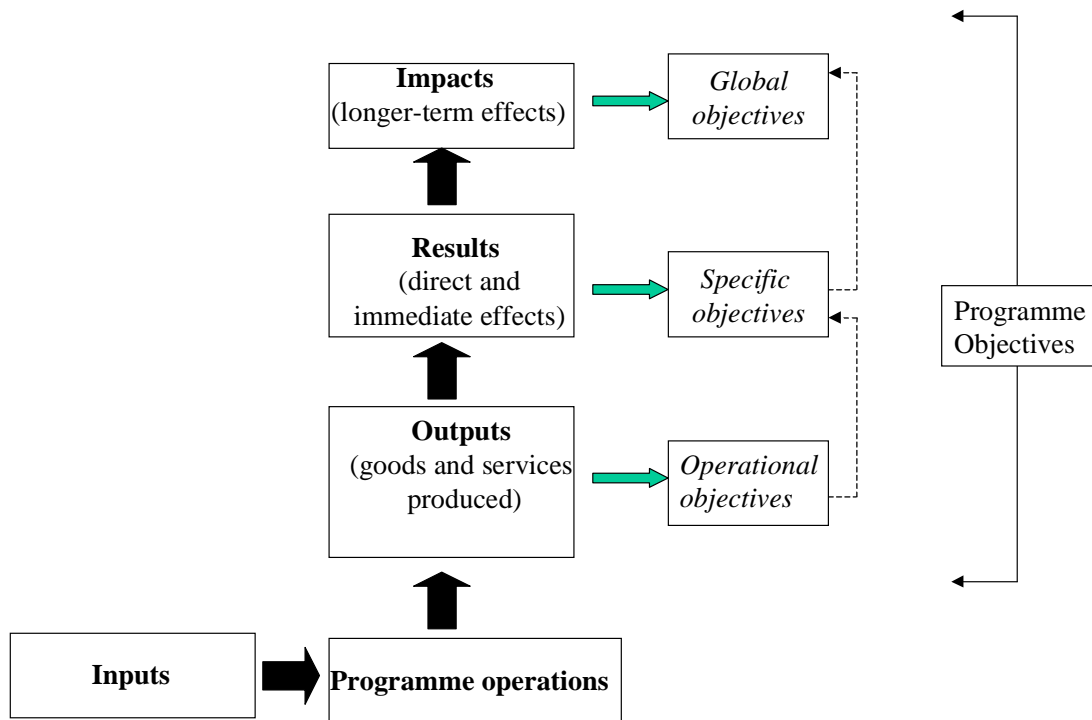 Impacts
(longer-term effects)
Global
objectives
Results
(direct and
immediate effects)
Specific
objectives
Programme
Objectives
Outputs
(goods and services
produced)
Operational
objectives
Inputs
Programme operations